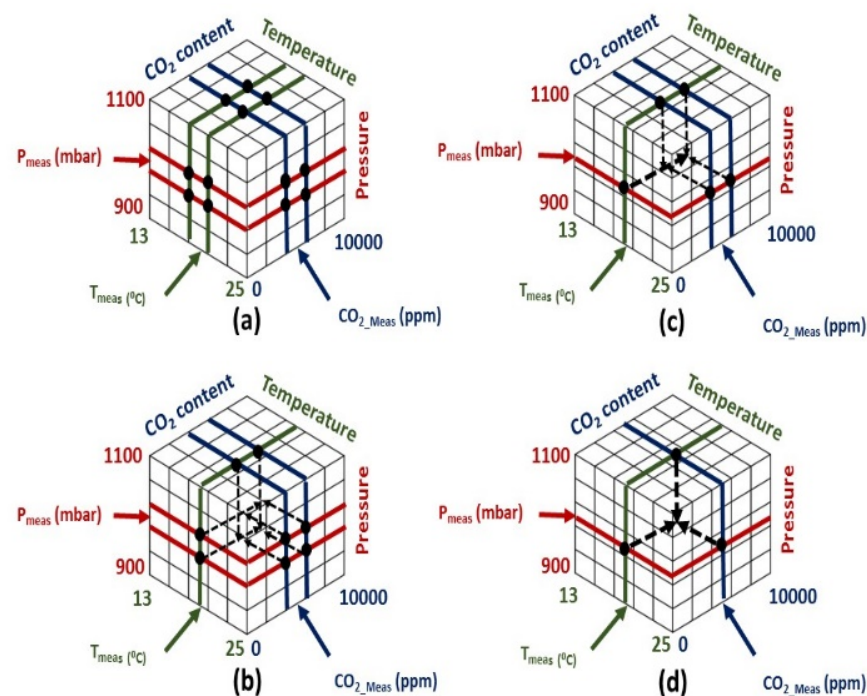 CO2 content
Temperature
1100
Pmeas (mbar)
Pressure
900
13
10000
Tmeas (⁰C)
25 0
CO2_Meas (ppm)
(a)
CO2 content
Temperature
1100
Pmeas (mbar)
Pressure
900
13
10000
Tmeas (⁰C)
25 0
CO2_Meas (ppm)
(c)
CO2 content
Temperature
1100
Pmeas (mbar)
Pressure
900
13
10000
Tmeas (⁰C)
25 0
CO2_Meas (ppm)
(b)
CO2 content
Temperature
1100
Pmeas (mbar)
Pressure
900
13
10000
Tmeas (⁰C)
25 0
CO2_Meas (ppm)
(d)